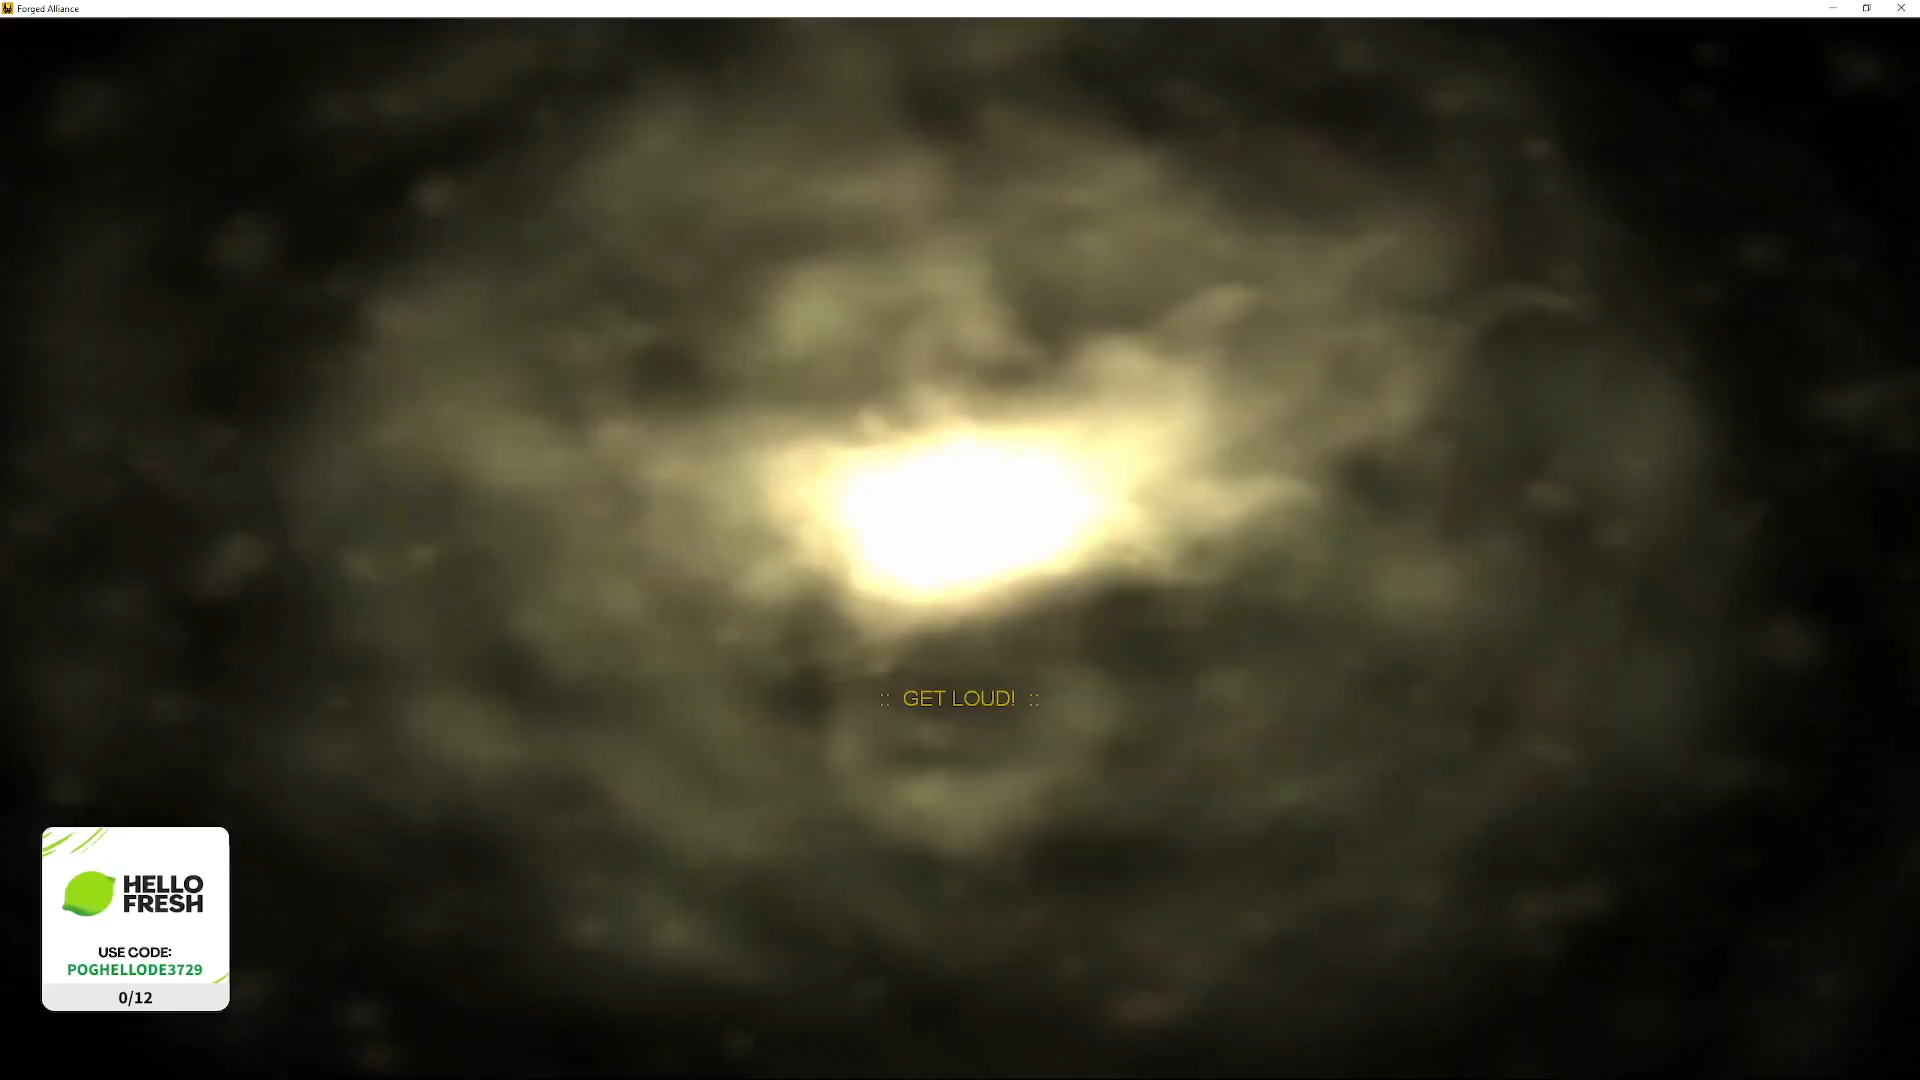 Forged Alliance
:: GET LOUD! ::
HELLO
FRESH
USE CODE:
POGHELLODE3729
0/12